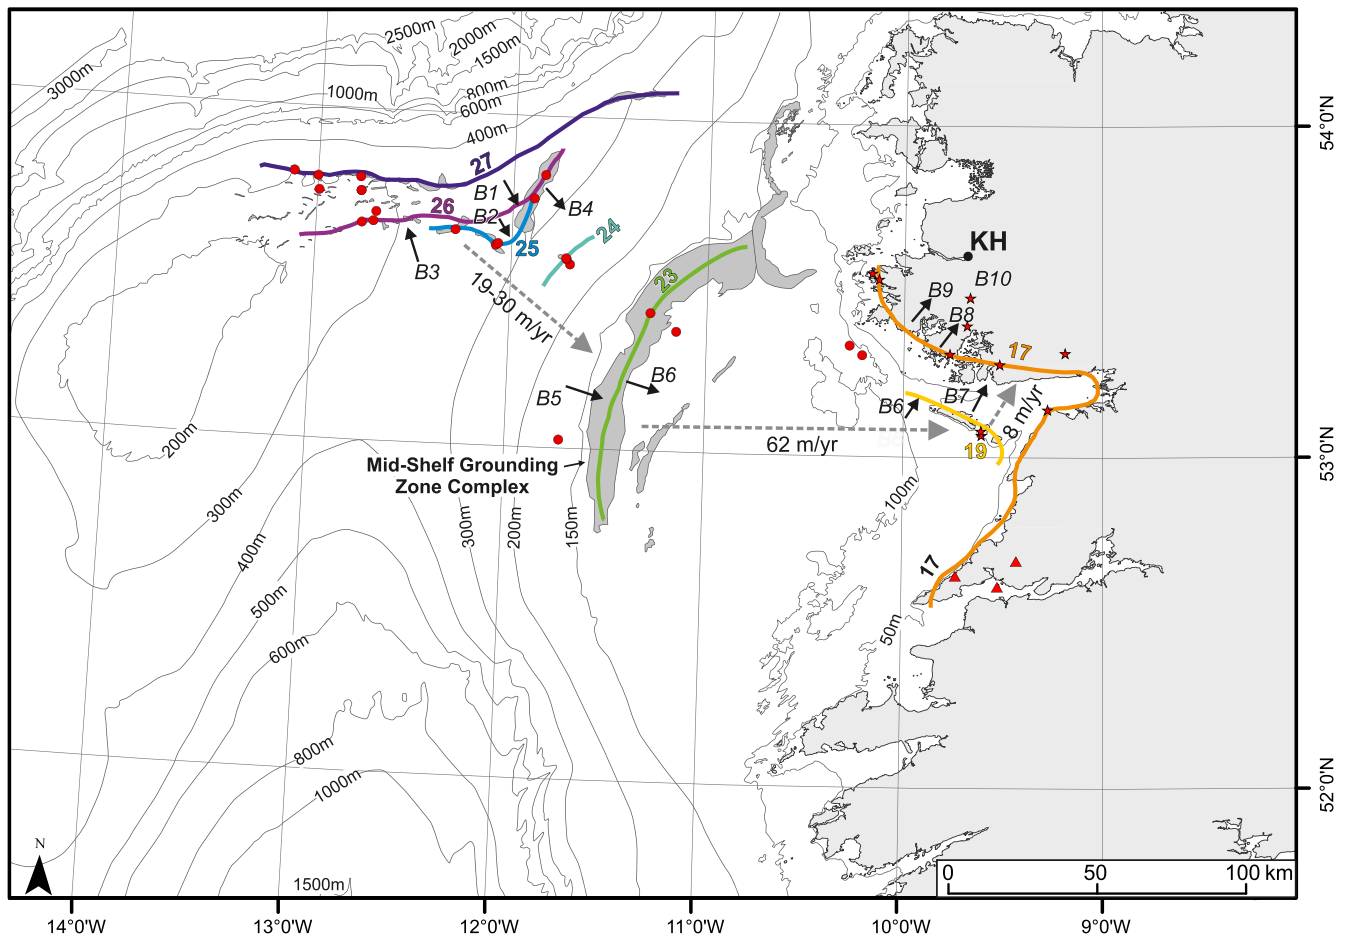 2500m
2000m
1500m
3000m
1000m
800m
600m
400m
54°0'N
27
B1
26
B2
B4
25
24
KH
B3
23
B10
B9
19-30 m/yr
B8
17
B5
B6
B7
B6
8 m/yr
200m
62 m/yr
19
53°0'N
Mid-Shelf Grounding
Zone Complex
300m
100m
300m
200m
150m
400m
17
500m
50m
600m
800m
1000m
52°0'N
N
1500m
0 50 100 km
14°0'W 13°0'W 12°0'W 11°0'W 10°0'W 9°0'W